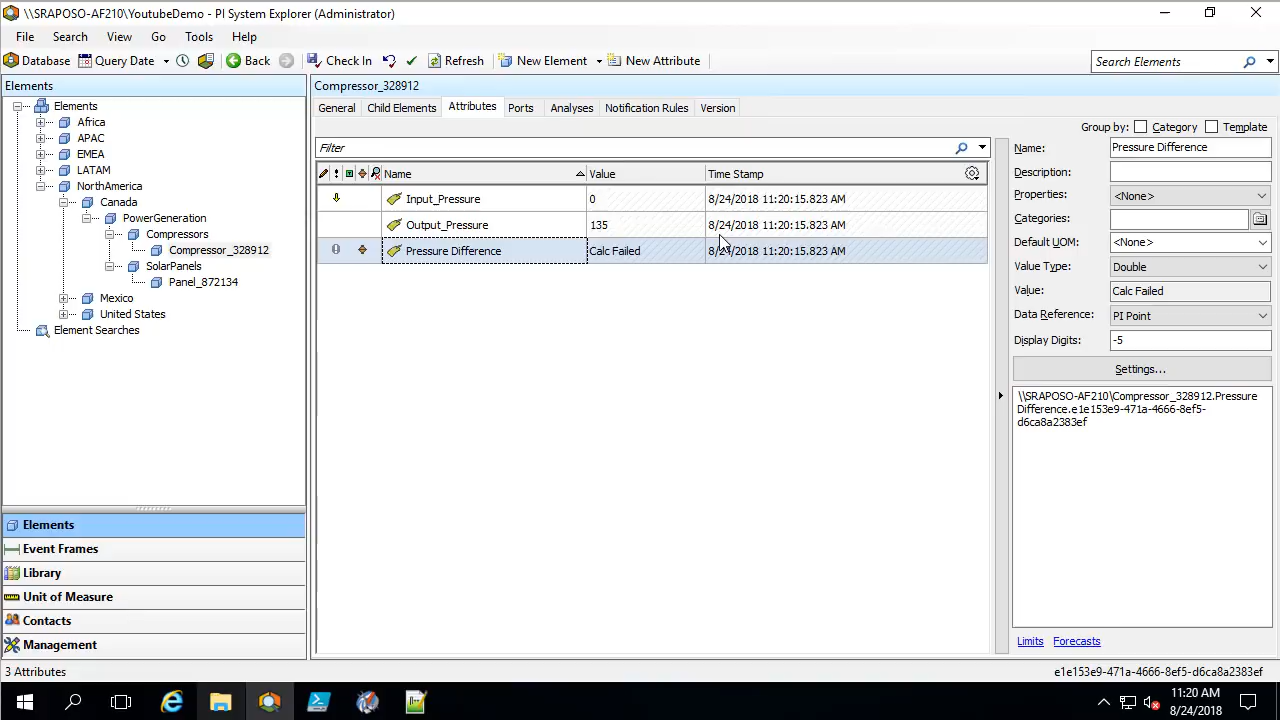 \\SRAPOSO-AF210\YoutubeDemo - PI System Explorer (Administrator)
File Search View Go Tools Help
Database Query Date Back Check In Refresh New Element New Attribute Search Elements
Elements
Elements
Africa
APAC
EMEA
LATAM
NorthAmerica
Canada
PowerGeneration
Compressors
Compressor_328912
SolarPanels
Panel_872134
Mexico
United States
Element Searches
Elements
Event Frames
Library
Unit of Measure
Contacts
Management
Compressor_328912
General Child Elements Attributes Ports Analyses Notification Rules Version
Filter
Name Value Time Stamp
Input_Pressure 0 8/24/2018 11:20:15.823 AM
Output_Pressure 135 8/24/2018 11:20:15.823 AM
Pressure Difference Calc Failed 8/24/2018 11:20:15.823 AM
Group by: Category Template
Name: Pressure Difference
Description:
Properties: <None>
Categories:
Default UOM: <None>
Value Type: Double
Value: Calc Failed
Data Reference: PI Point
Display Digits: -5
Settings...
\\SRAPOSO-AF210\Compressor_328912.Pressure
Difference.e1e153e9-471a-4666-8ef5-
d6ca8a2383ef
Limits Forecasts
3 Attributes e1e153e9-471a-4666-8ef5-d6ca8a2383ef
11:20 AM
8/24/2018